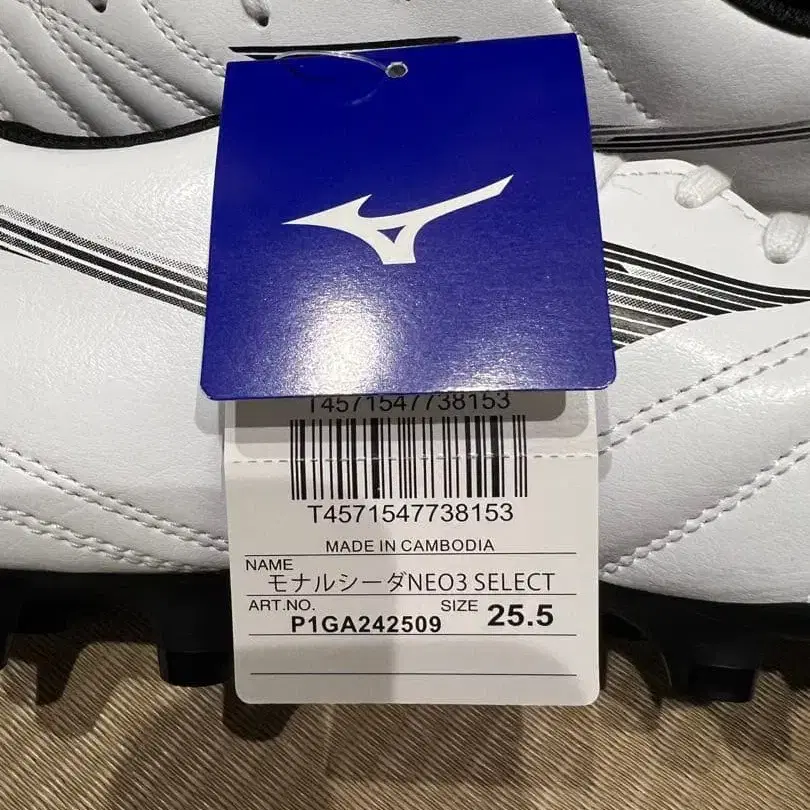 T4571547738153
T4571547738153
MADE IN CAMBODIA
NAME
モナルシーダNEO3 SELECT
ART.NO. P1GA242509 SIZE 25.5